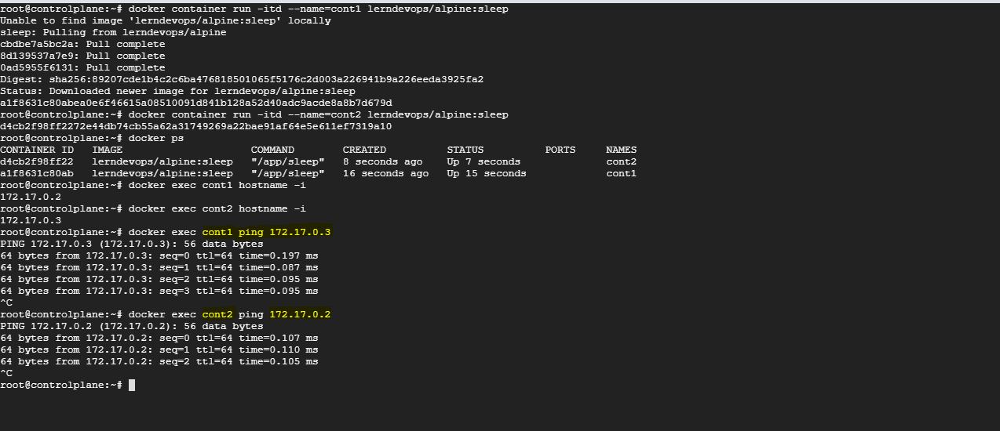 root@controlplane:~# docker container run -itd --name=cont1 lerndevops/alpine:sleep
Unable to find image 'lerndevops/alpine:sleep' locally
sleep: Pulling from lerndevops/alpine
cbdbe7a5bc2a: Pull complete
8d139537a7e9: Pull complete
0ad5955f6131: Pull complete
Digest: sha256:89207cde1b4c2c6ba476818501065f5176c2d003a226941b9a226eeda3925fa2
Status: Downloaded newer image for lerndevops/alpine:sleep
a1f8631c80abea0e6f46615a08510091d841b128a52d40adc9acde8a8b7d679d
root@controlplane:~# docker container run -itd --name=cont2 lerndevops/alpine:sleep
d4cb2f98ff2272e44db74cb55a62a31749269a22bae91af64e5e611ef7319a10
root@controlplane:~# docker ps
CONTAINER ID   IMAGE                     COMMAND        CREATED          STATUS          PORTS     NAMES
d4cb2f98ff22   lerndevops/alpine:sleep   "/app/sleep"   8 seconds ago    Up 7 seconds              cont2
a1f8631c80ab   lerndevops/alpine:sleep   "/app/sleep"   16 seconds ago   Up 15 seconds             cont1
root@controlplane:~# docker exec cont1 hostname -i
172.17.0.2
root@controlplane:~# docker exec cont2 hostname -i
172.17.0.3
root@controlplane:~# docker exec cont1 ping 172.17.0.3
PING 172.17.0.3 (172.17.0.3): 56 data bytes
64 bytes from 172.17.0.3: seq=0 ttl=64 time=0.197 ms
64 bytes from 172.17.0.3: seq=1 ttl=64 time=0.087 ms
64 bytes from 172.17.0.3: seq=2 ttl=64 time=0.095 ms
64 bytes from 172.17.0.3: seq=3 ttl=64 time=0.095 ms
^C
root@controlplane:~# docker exec cont2 ping 172.17.0.2
PING 172.17.0.2 (172.17.0.2): 56 data bytes
64 bytes from 172.17.0.2: seq=0 ttl=64 time=0.107 ms
64 bytes from 172.17.0.2: seq=1 ttl=64 time=0.110 ms
64 bytes from 172.17.0.2: seq=2 ttl=64 time=0.105 ms
^C
root@controlplane:~#